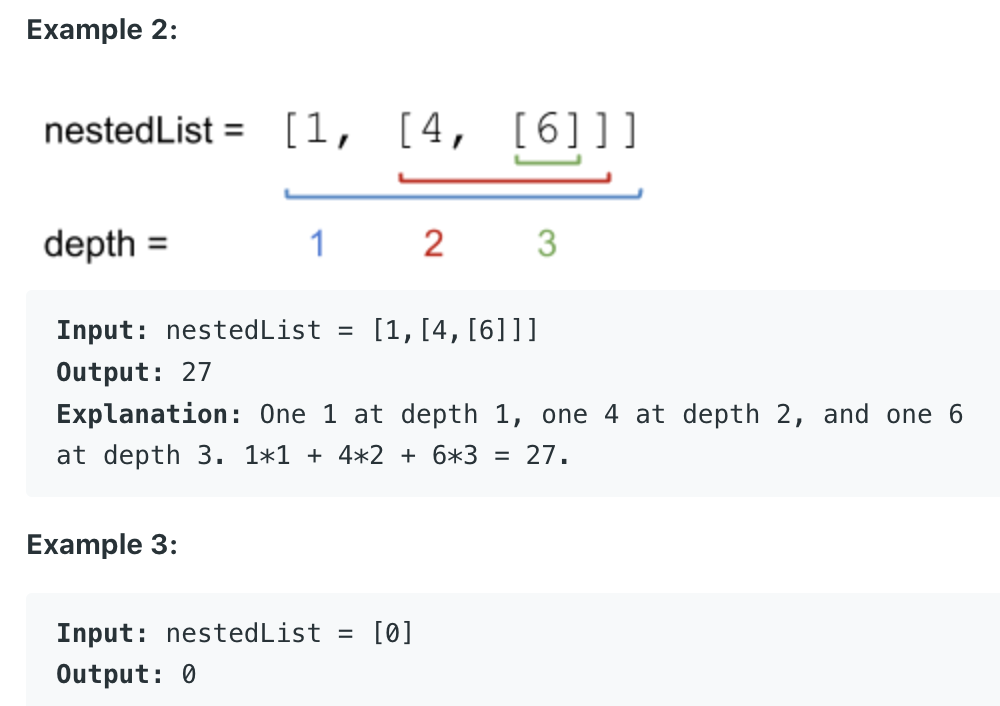 Example 2:
nestedList = [1, [4, [6]]]
depth = 1 2 3
Input: nestedList = [1,[4,[6]]]
Output: 27
Explanation: One 1 at depth 1, one 4 at depth 2, and one 6
at depth 3. 1*1 + 4*2 + 6*3 = 27.
Example 3:
Input: nestedList = [0]
Output: 0